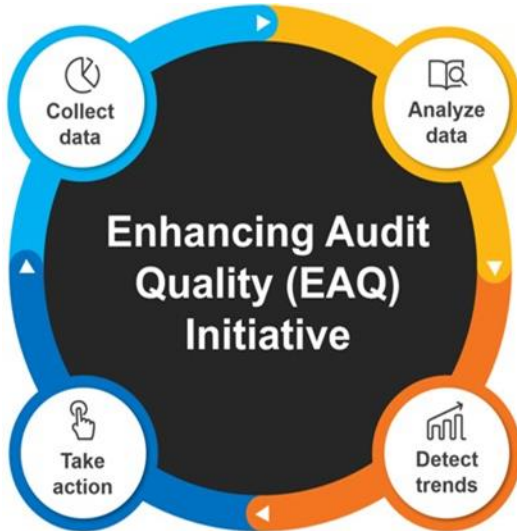 Collect
data
Analyze
data
Enhancing Audit
Quality (EAQ)
Initiative
Take
action
Detect
trends